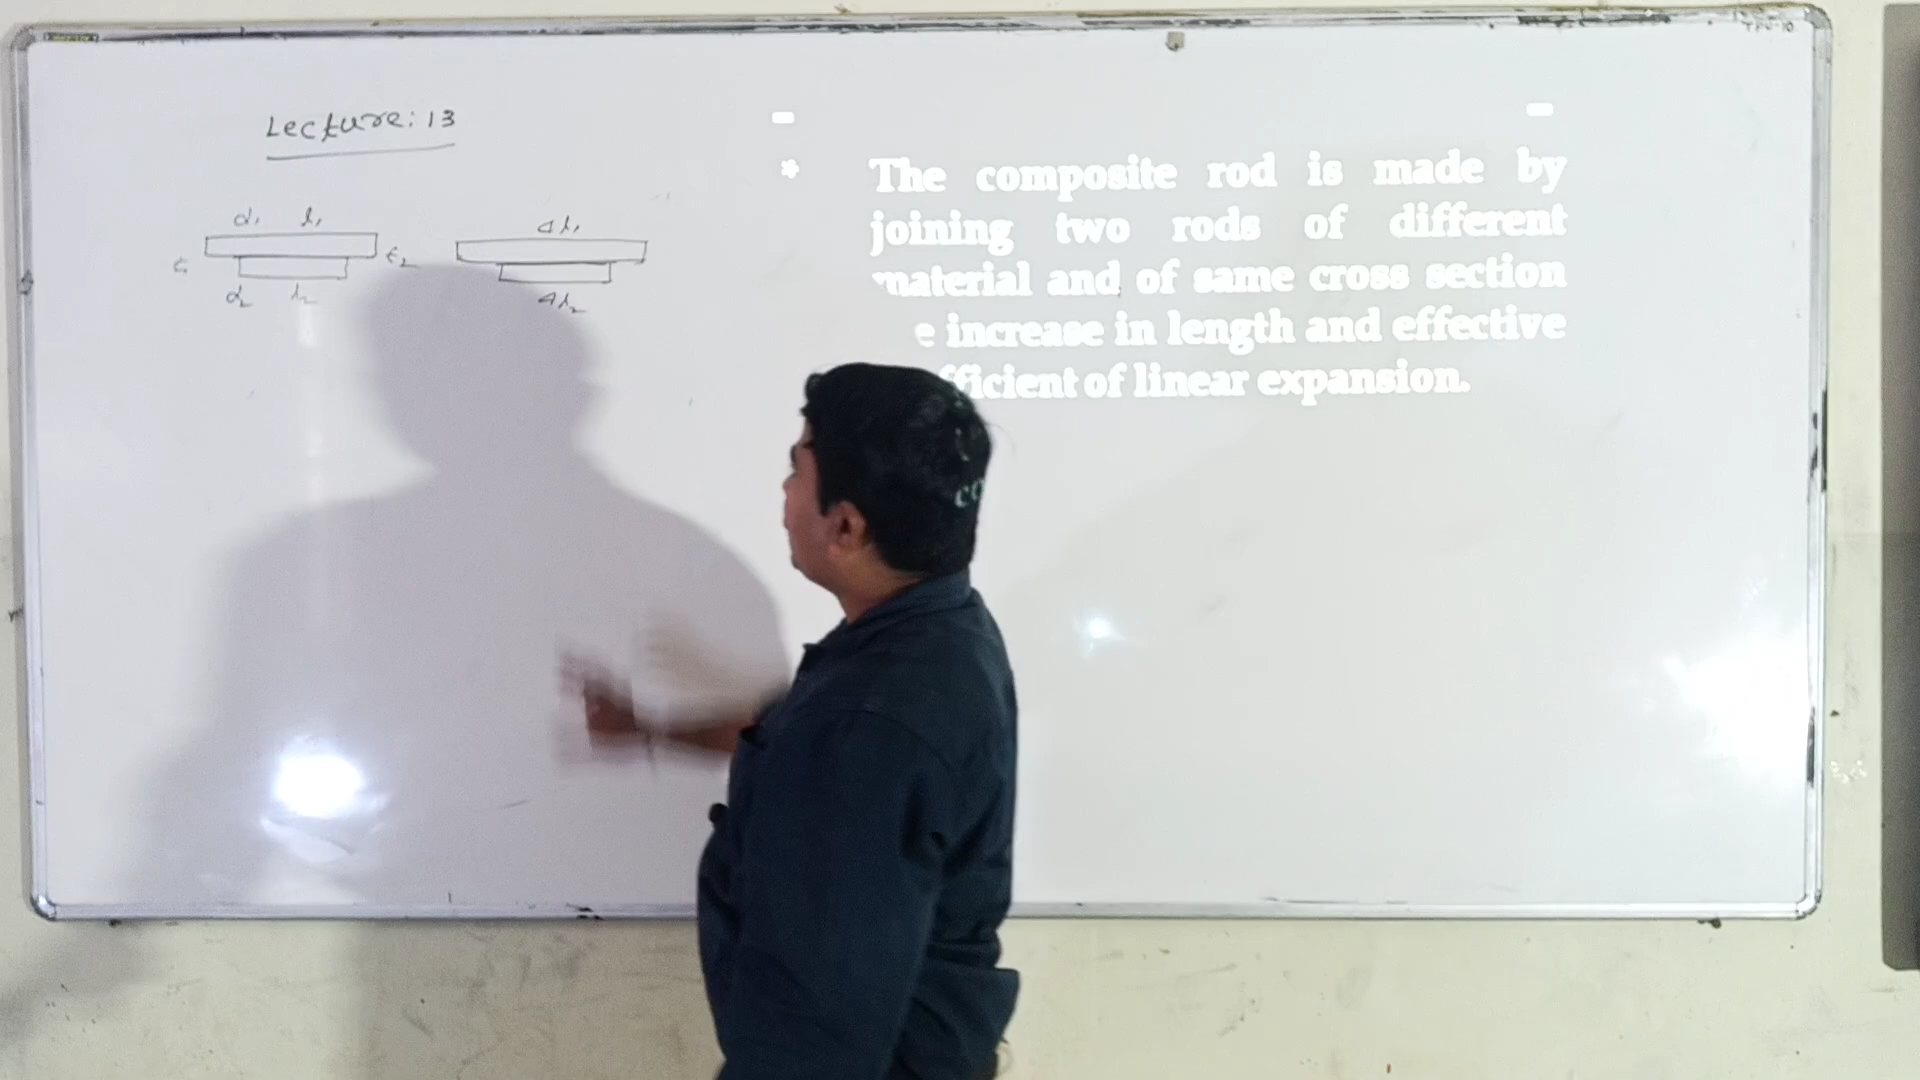 Lecture: 13
α₁ l₁
Δl₁
α₂ l₂
Δl₂
* The composite rod is made by
joining two rods of different
material and of same cross section
e increase in length and effective
fficient of linear expansion.